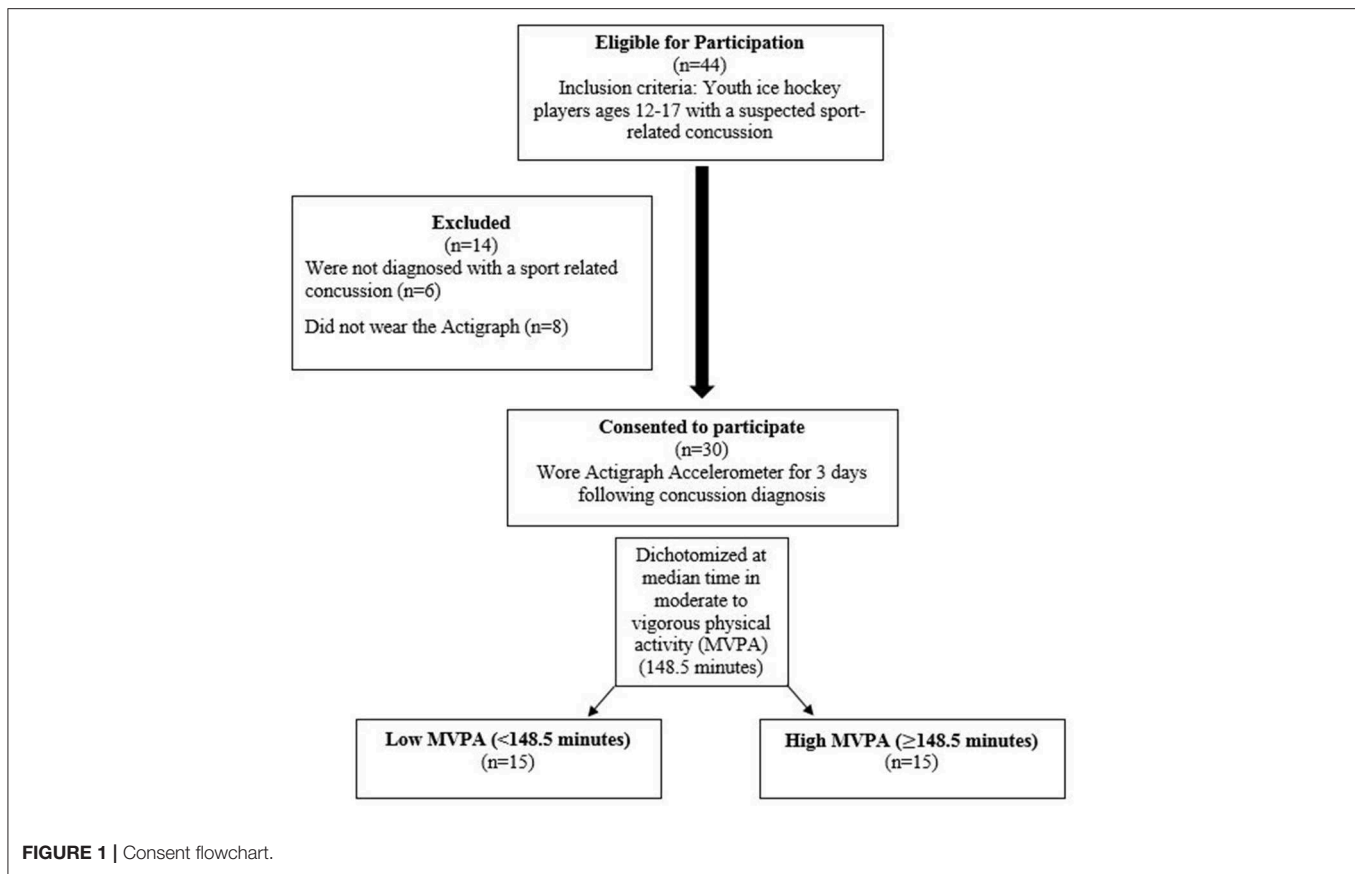 Eligible for Participation
(n=44)
Inclusion criteria: Youth ice hockey
players ages 12-17 with a suspected sport-
related concussion
Excluded
(n=14)
Were not diagnosed with a sport related
concussion (n=6)
Did not wear the Actigraph (n=8)
Consented to participate
(n=30)
Wore Actigraph Accelerometer for 3 days
following concussion diagnosis
Dichotomized at
median time in
moderate to
vigorous physical
activity (MVPA)
(148.5 minutes)
Low MVPA (<148.5 minutes)
(n=15)
High MVPA (≥148.5 minutes)
(n=15)
FIGURE 1 | Consent flowchart.